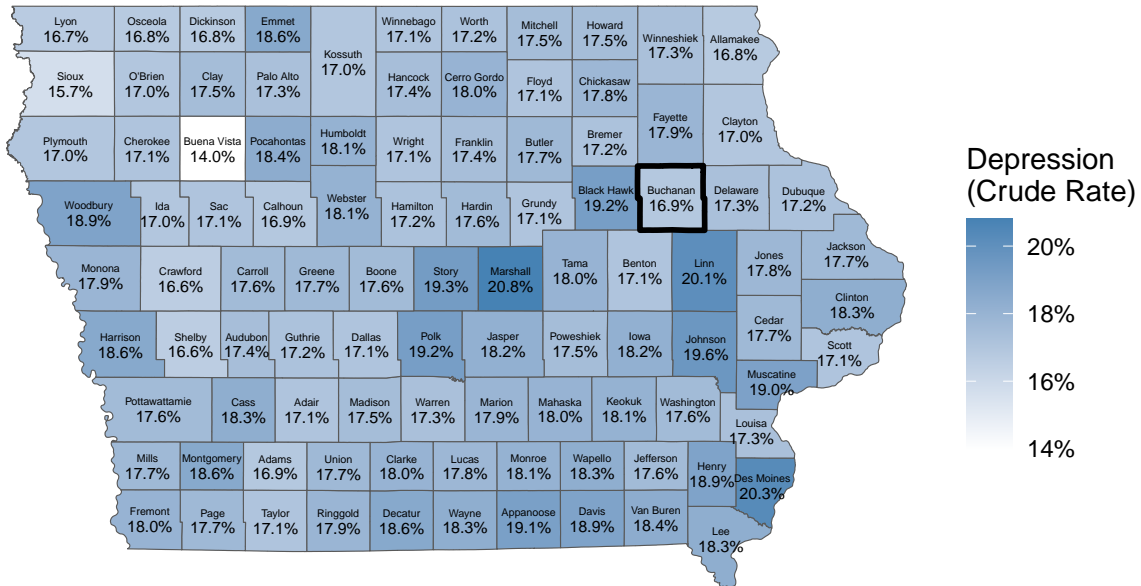 Lyon
16.7%
Osceola
16.8%
Dickinson
16.8%
Emmet
18.6%
Kossuth
17.0%
Winnebago
17.1%
Worth
17.2%
Mitchell
17.5%
Howard
17.5%
Winneshiek
17.3%
Allamakee
16.8%
Sioux
15.7%
O'Brien
17.0%
Clay
17.5%
Palo Alto
17.3%
Hancock
17.4%
Cerro Gordo
18.0%
Floyd
17.1%
Chickasaw
17.8%
Plymouth
17.0%
Cherokee
17.1%
Buena Vista
14.0%
Pocahontas
18.4%
Humboldt
18.1%
Wright
17.1%
Franklin
17.4%
Butler
17.7%
Bremer
17.2%
Fayette
17.9%
Clayton
17.0%
Woodbury
18.9%
Ida
17.0%
Sac
17.1%
Calhoun
16.9%
Webster
18.1%
Hamilton
17.2%
Hardin
17.6%
Grundy
17.1%
Black Hawk
19.2%
Buchanan
16.9%
Delaware
17.3%
Dubuque
17.2%
Monona
17.9%
Crawford
16.6%
Carroll
17.6%
Greene
17.7%
Boone
17.6%
Story
19.3%
Marshall
20.8%
Tama
18.0%
Benton
17.1%
Linn
20.1%
Jones
17.8%
Jackson
17.7%
Clinton
18.3%
Harrison
18.6%
Shelby
16.6%
Audubon
17.4%
Guthrie
17.2%
Dallas
17.1%
Polk
19.2%
Jasper
18.2%
Poweshiek
17.5%
Iowa
18.2%
Johnson
19.6%
Cedar
17.7%
Scott
17.1%
Muscatine
19.0%
Pottawattamie
17.6%
Cass
18.3%
Adair
17.1%
Madison
17.5%
Warren
17.3%
Marion
17.9%
Mahaska
18.0%
Keokuk
18.1%
Washington
17.6%
Louisa
17.3%
Mills
17.7%
Montgomery
18.6%
Adams
16.9%
Union
17.7%
Clarke
18.0%
Lucas
17.8%
Monroe
18.1%
Wapello
18.3%
Jefferson
17.6%
Henry
18.9%
Des Moines
20.3%
Fremont
18.0%
Page
17.7%
Taylor
17.1%
Ringgold
17.9%
Decatur
18.6%
Wayne
18.3%
Appanoose
19.1%
Davis
18.9%
Van Buren
18.4%
Lee
18.3%
Depression
(Crude Rate)
20%
18%
16%
14%